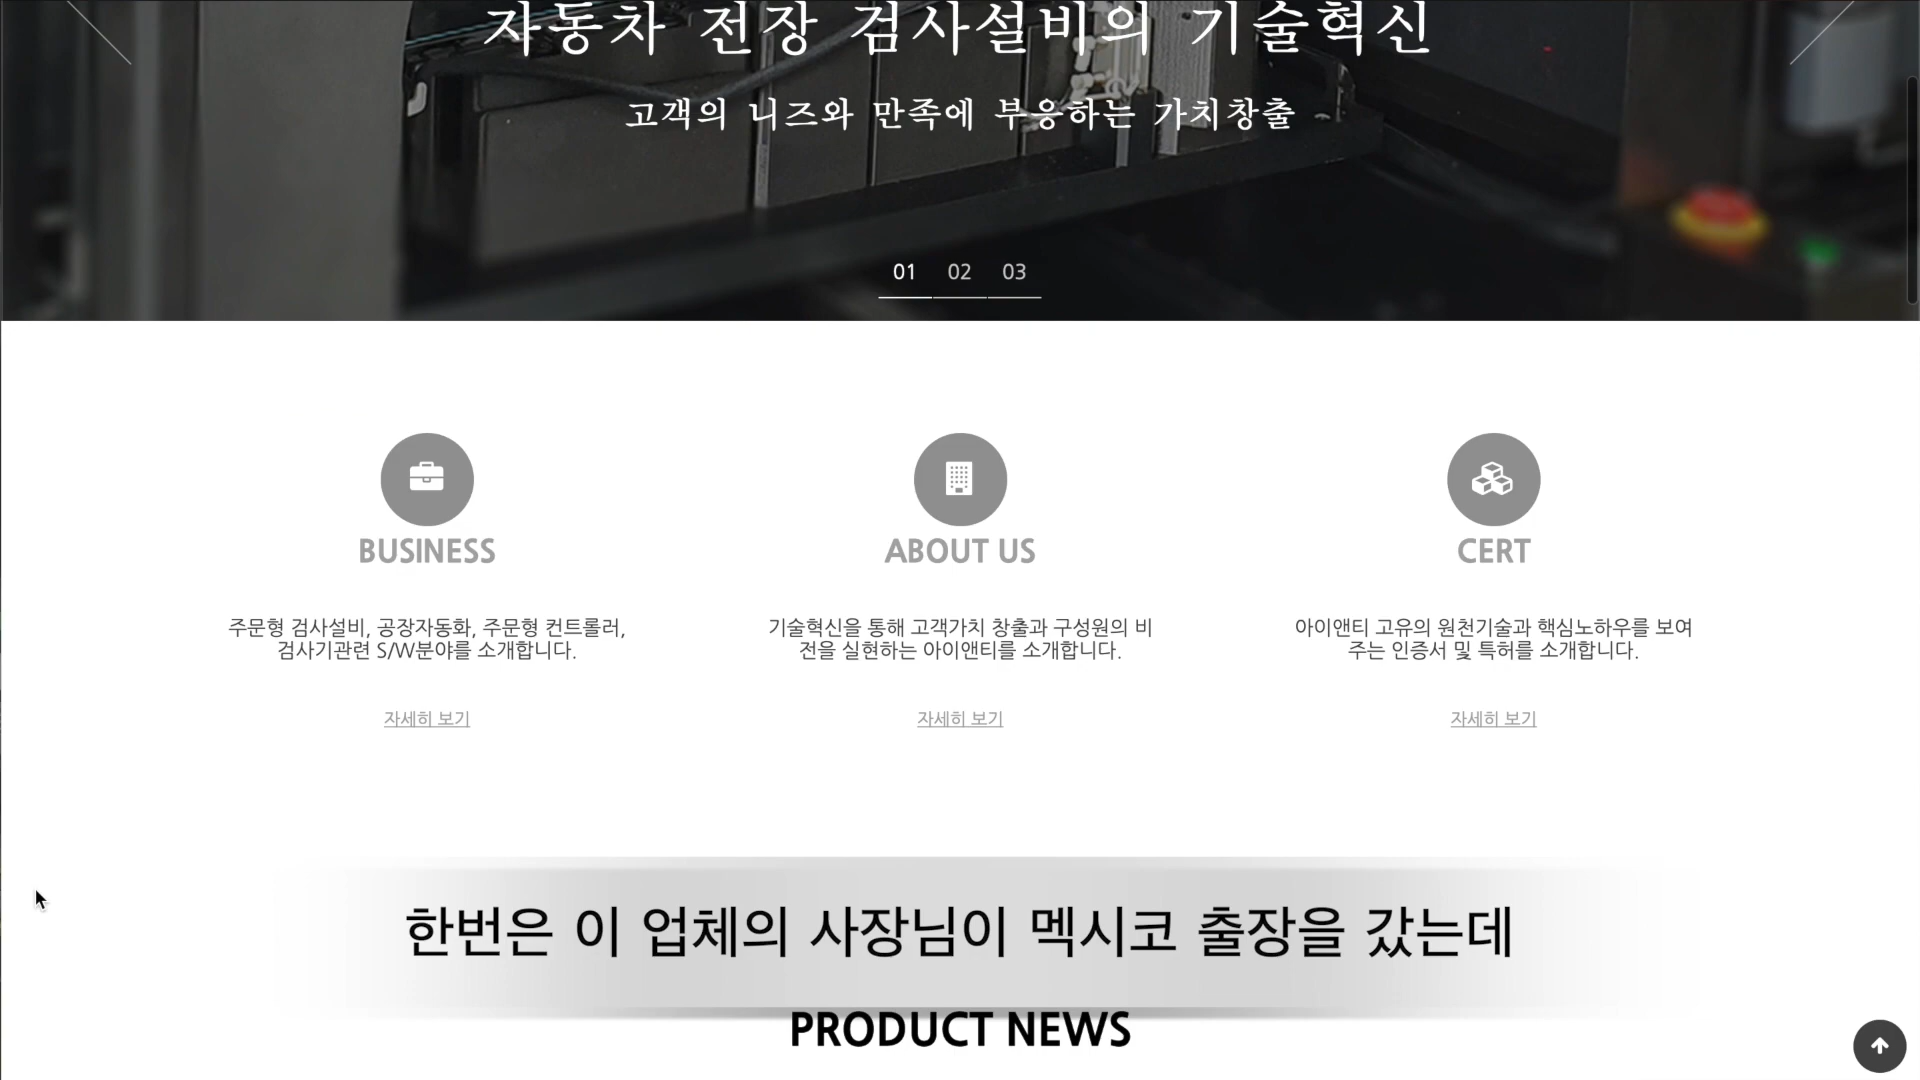 자동차 전장 검사설비의 기술혁신
고객의 니즈와 만족에 부응하는 가치창출
01 02 03
BUSINESS
주문형 검사설비, 공장자동화, 주문형 컨트롤러,
검사기관련 S/W분야를 소개합니다.
자세히 보기
ABOUT US
기술혁신을 통해 고객가치 창출과 구성원의 비
전을 실현하는 아이앤티를 소개합니다.
자세히 보기
CERT
아이앤티 고유의 원천기술과 핵심노하우를 보여
주는 인증서 및 특허를 소개합니다.
자세히 보기
한번은 이 업체의 사장님이 멕시코 출장을 갔는데
PRODUCT NEWS